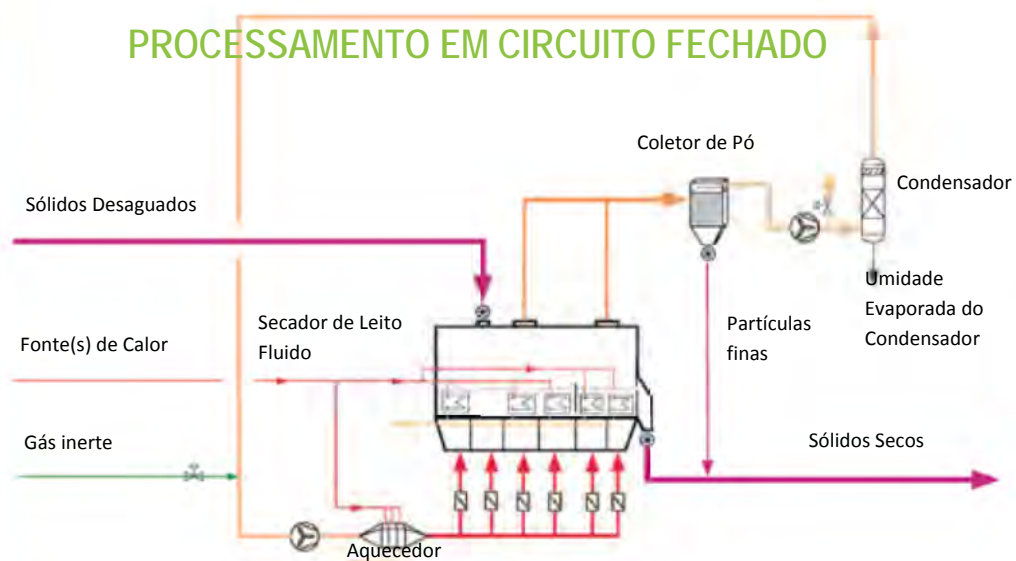 PROCESSAMENTO EM CIRCUITO FECHADO
Coletor de Pó
Condensador
Sólidos Desaguados
Umidade
Evaporada do
Condensador
Secador de Leito
Fluido
Partículas
finas
Fonte(s) de Calor
Gás inerte
Sólidos Secos
Aquecedor